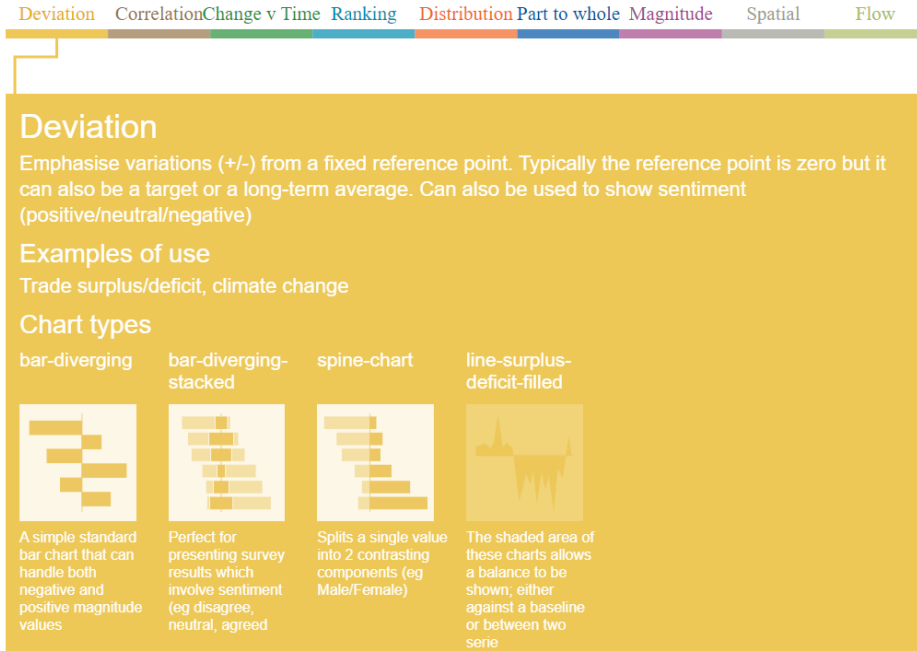 Deviation Correlation Change v Time Ranking Distribution Part to whole Magnitude Spatial Flow
Deviation
Emphasise variations (+/-) from a fixed reference point. Typically the reference point is zero but it
can also be a target or a long-term average. Can also be used to show sentiment
(positive/neutral/negative)
Examples of use
Trade surplus/deficit, climate change
Chart types
bar-diverging
A simple standard
bar chart that can
handle both
negative and
positive magnitude
values
bar-diverging-
stacked
Perfect for
presenting survey
results which
involve sentiment
(eg disagree,
neutral, agreed
spine-chart
Splits a single value
into 2 contrasting
components (eg
Male/Female)
line-surplus-
deficit-filled
The shaded area of
these charts allows
a balance to be
shown; either
against a baseline
or between two
serie